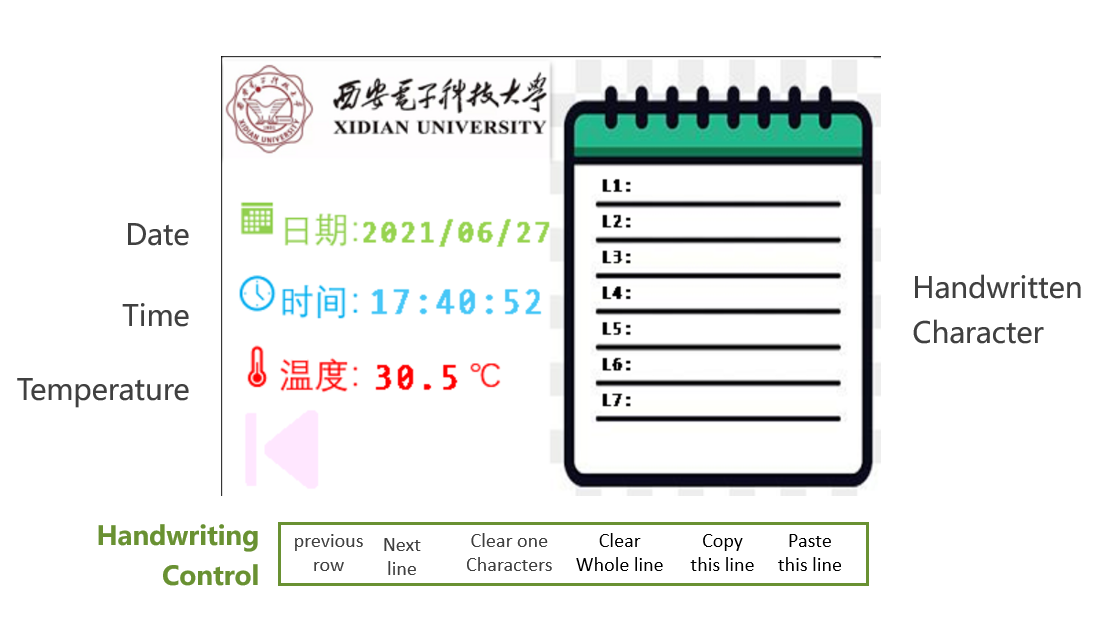 西安電子科技大學
XIDIAN UNIVERSITY
XIDIAN UNIVERSITY
Date
日期:2021/06/27
Time
时间: 17:40:52
Temperature
温度: 30.5 ℃
L1:
L2:
L3:
L4:
L5:
L6:
L7:
Handwritten
Character
Handwriting
Control
previous
row
Next
line
Clear one
Characters
Clear
Whole line
Copy
this line
Paste
this line